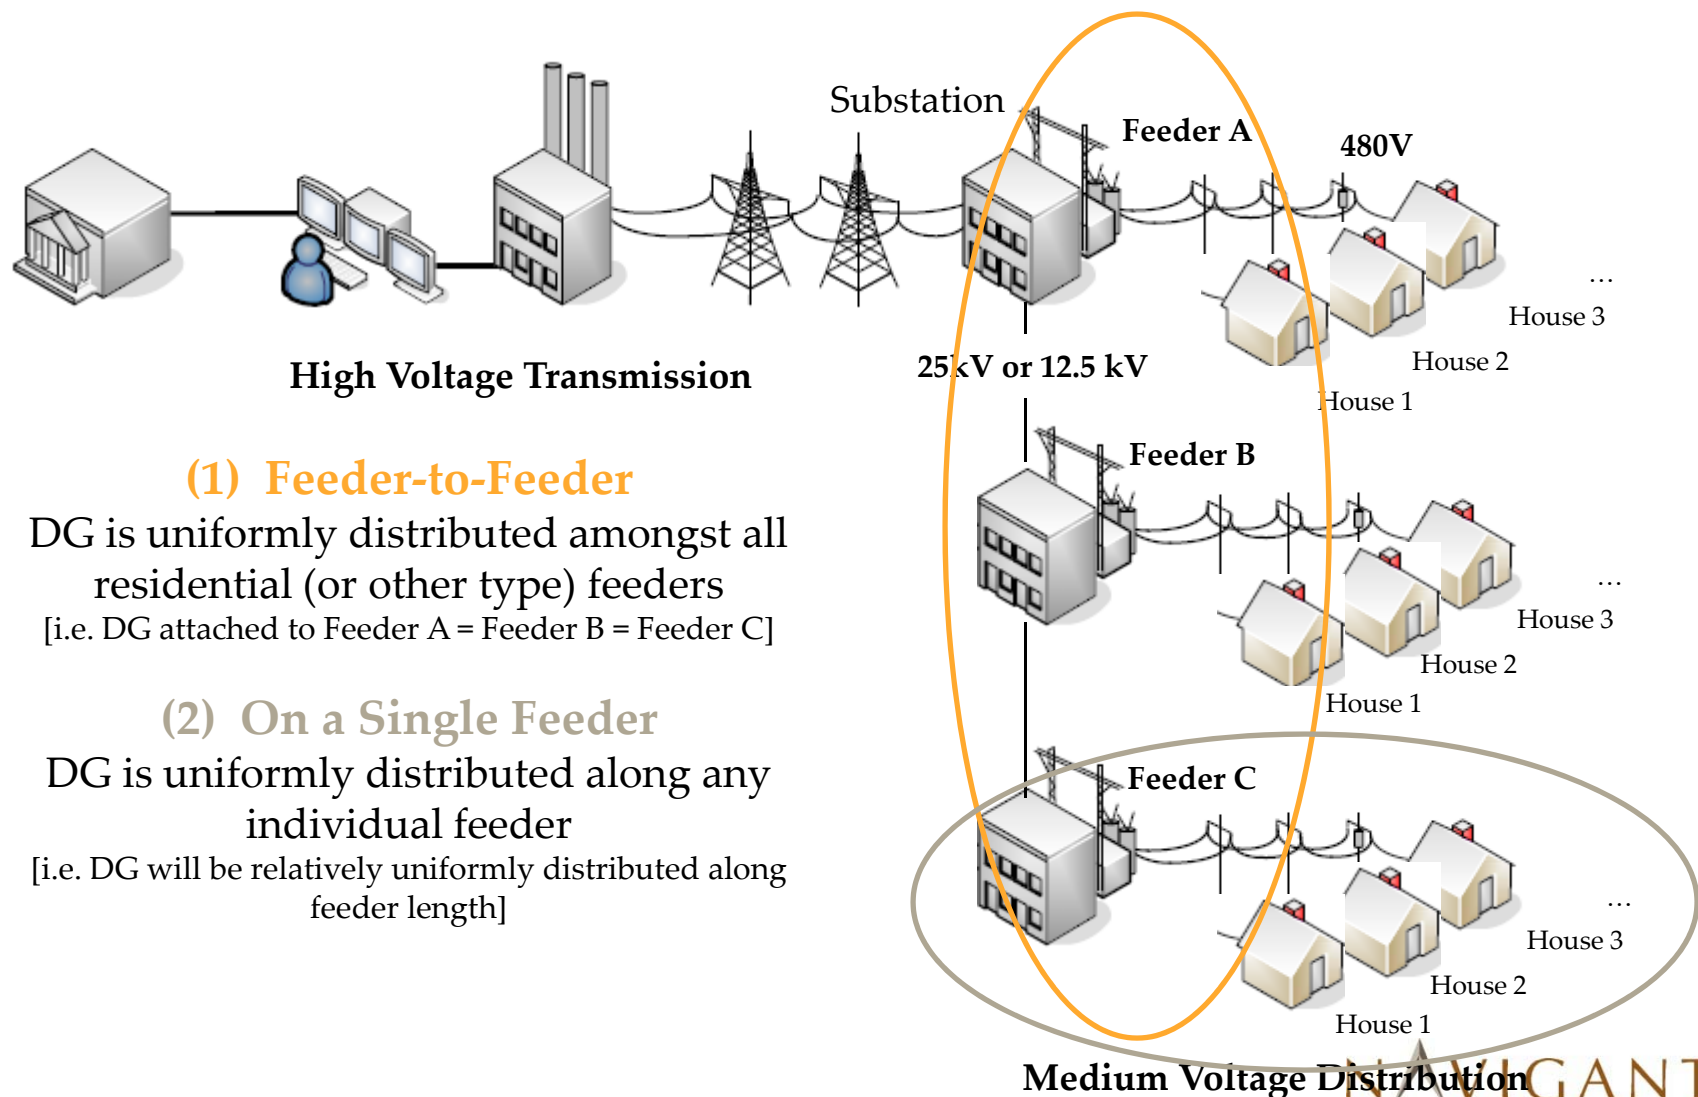 Substation
Feeder A
480V
…
House 3
House 2
House 1
High Voltage Transmission
25kV or 12.5 kV
(1) Feeder-to-Feeder
DG is uniformly distributed amongst all
residential (or other type) feeders
[i.e. DG attached to Feeder A = Feeder B = Feeder C]
Feeder B
…
House 3
House 2
House 1
(2) On a Single Feeder
DG is uniformly distributed along any
individual feeder
[i.e. DG will be relatively uniformly distributed along
feeder length]
Feeder C
…
House 3
House 2
House 1
Medium Voltage Distribution
NAVIGANT